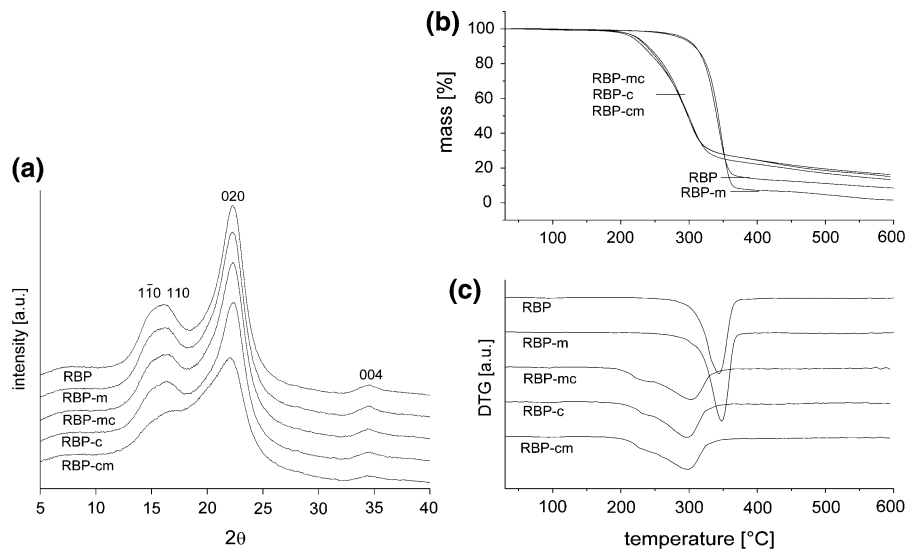 (a)
020
11̄0 110
004
RBP
RBP-m
RBP-mc
RBP-c
RBP-cm
intensity [a.u.]
5 10 15 20 25 30 35 40
2θ
(b)
100
80
60
40
20
0
mass [%]
RBP-mc
RBP-c
RBP-cm
RBP
RBP-m
100 200 300 400 500 600
(c)
RBP
RBP-m
RBP-mc
RBP-c
RBP-cm
DTG [a.u.]
100 200 300 400 500 600
temperature [°C]